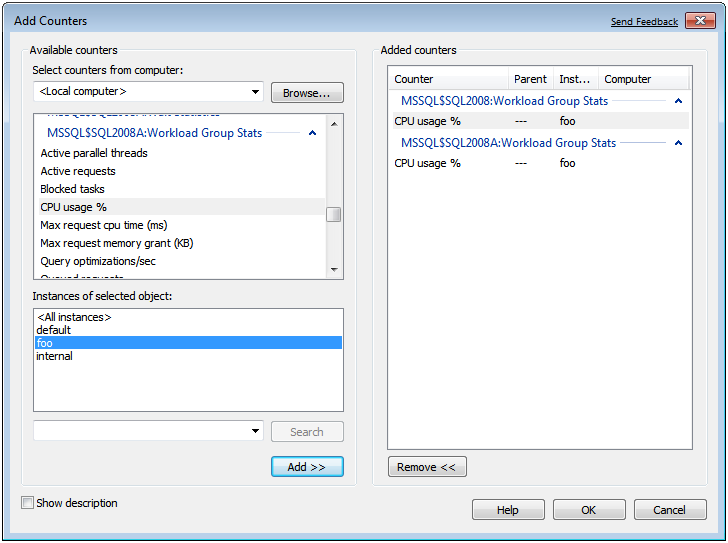 Add Counters
Send Feedback
Available counters
Select counters from computer:
<Local computer>
Browse...
MSSQL$SQL2008A:Workload Group Stats
Active parallel threads
Active requests
Blocked tasks
CPU usage %
Max request cpu time (ms)
Max request memory grant (KB)
Query optimizations/sec
Instances of selected object:
<All instances>
default
foo
internal
Search
Add >>
Show description
Added counters
Counter Parent Inst... Computer
MSSQL$SQL2008:Workload Group Stats
CPU usage % --- foo
MSSQL$SQL2008A:Workload Group Stats
CPU usage % --- foo
Remove <<
Help OK Cancel